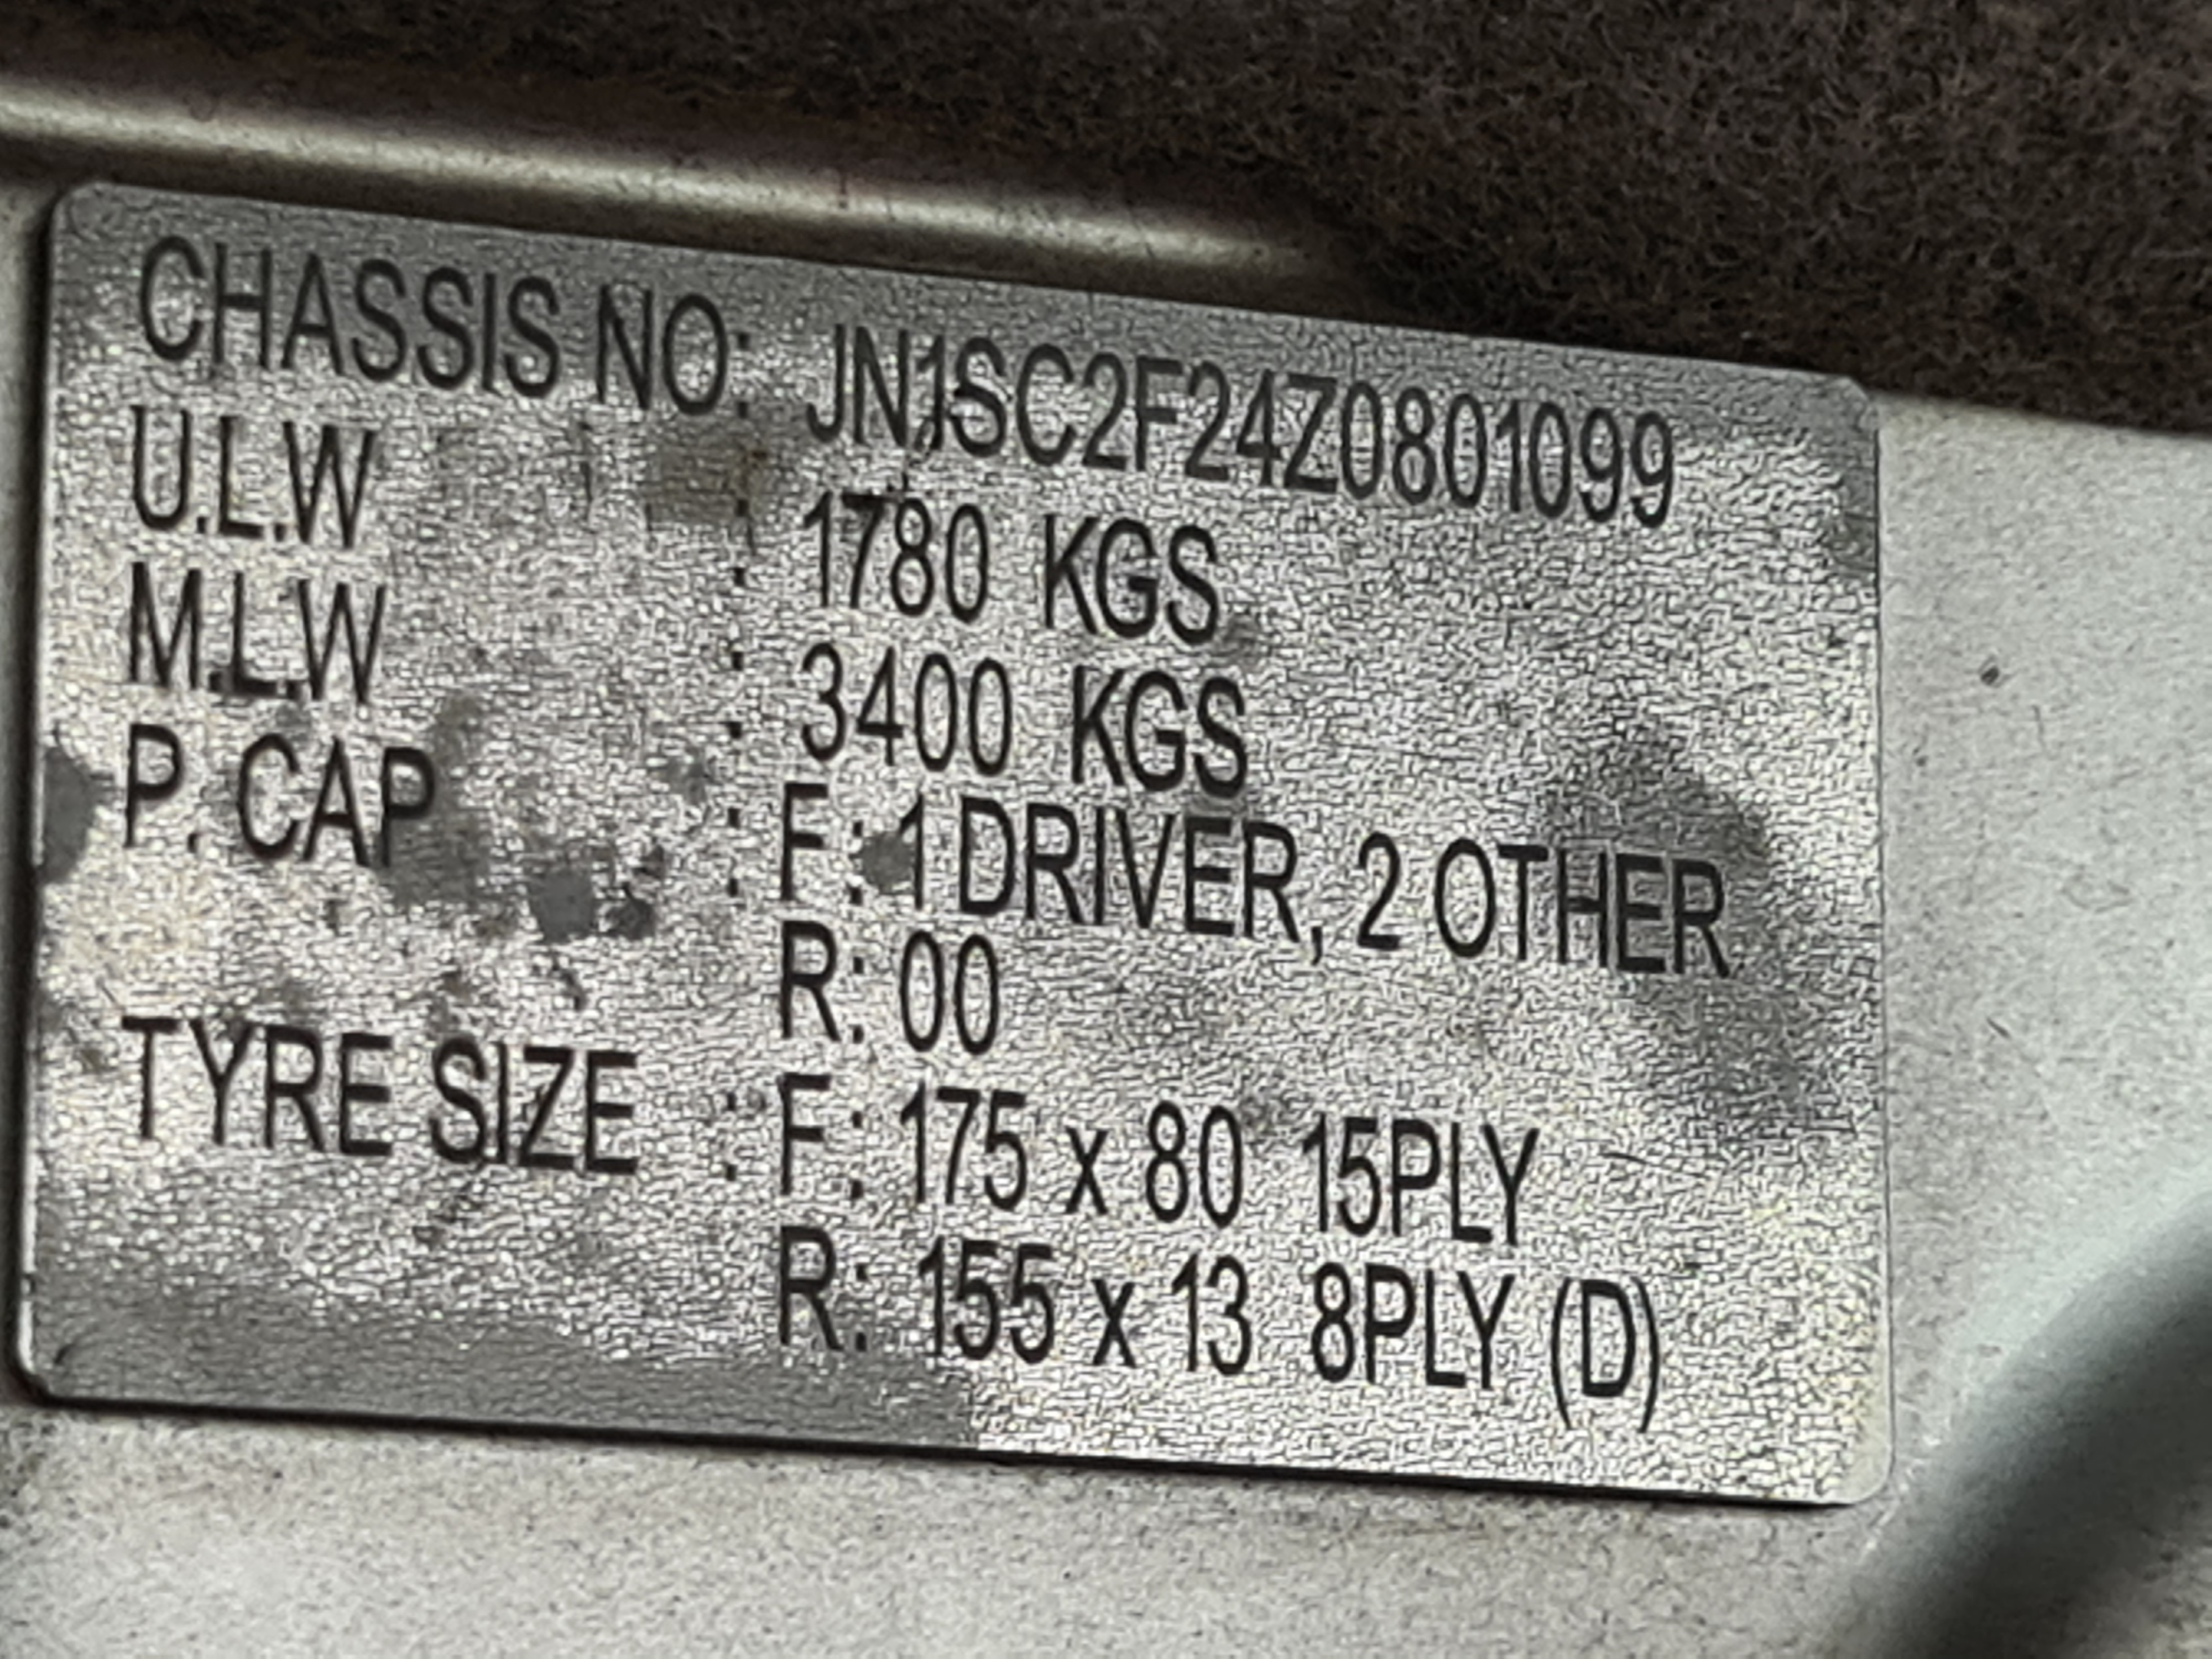 CHASSIS NO: JN1SC2F24Z0801099
U.L.W : 1780 KGS
M.L.W : 3400 KGS
P. CAP : F: 1 DRIVER, 2 OTHER
R: 00
TYRE SIZE : F: 175 x 80 15PLY
R: 155 x 13 8PLY (D)